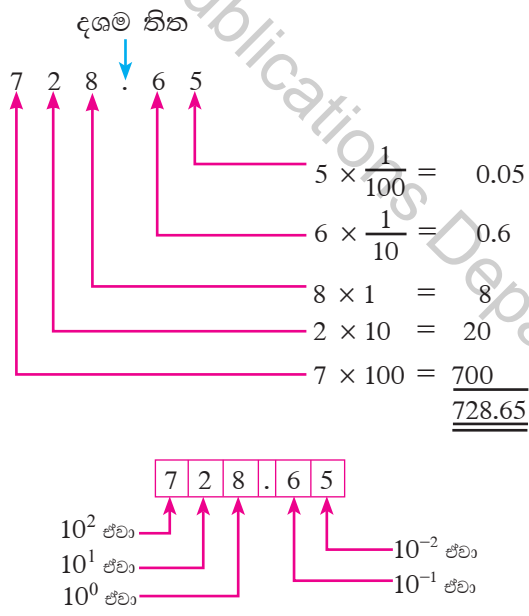 දශම තිත
7 2 8 . 6 5
5 × 1/100 = 0.05
6 × 1/10 = 0.6
8 × 1 = 8
2 × 10 = 20
7 × 100 = 700
728.65
7 2 8 . 6 5
10² ඒවා
10¹ ඒවා
10⁰ ඒවා
10⁻² ඒවා
10⁻¹ ඒවා
ublications Depa